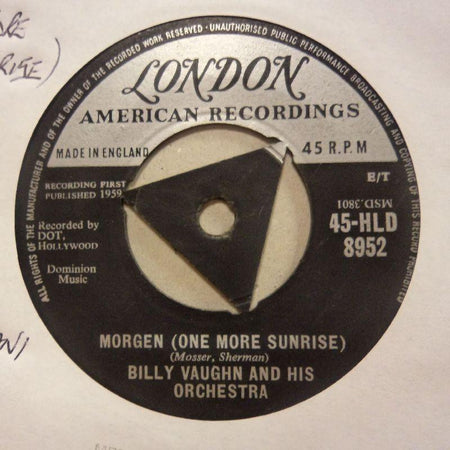 ALL RIGHTS OF THE MANUFACTURER AND OF THE OWNER OF THE RECORDED WORK RESERVED · UNAUTHORISED PUBLIC PERFORMANCE BROADCASTING AND COPYING OF THIS RECORD PROHIBITED
LONDON
AMERICAN RECORDINGS
MADE IN ENGLAND
45 R.P.M
E/T
RECORDING FIRST
PUBLISHED 1959
MSD.3801
Recorded by
DOT,
HOLLYWOOD
45-HLD
8952
Dominion
Music
MORGEN (ONE MORE SUNRISE)
(Mosser, Sherman)
BILLY VAUGHN AND HIS
ORCHESTRA